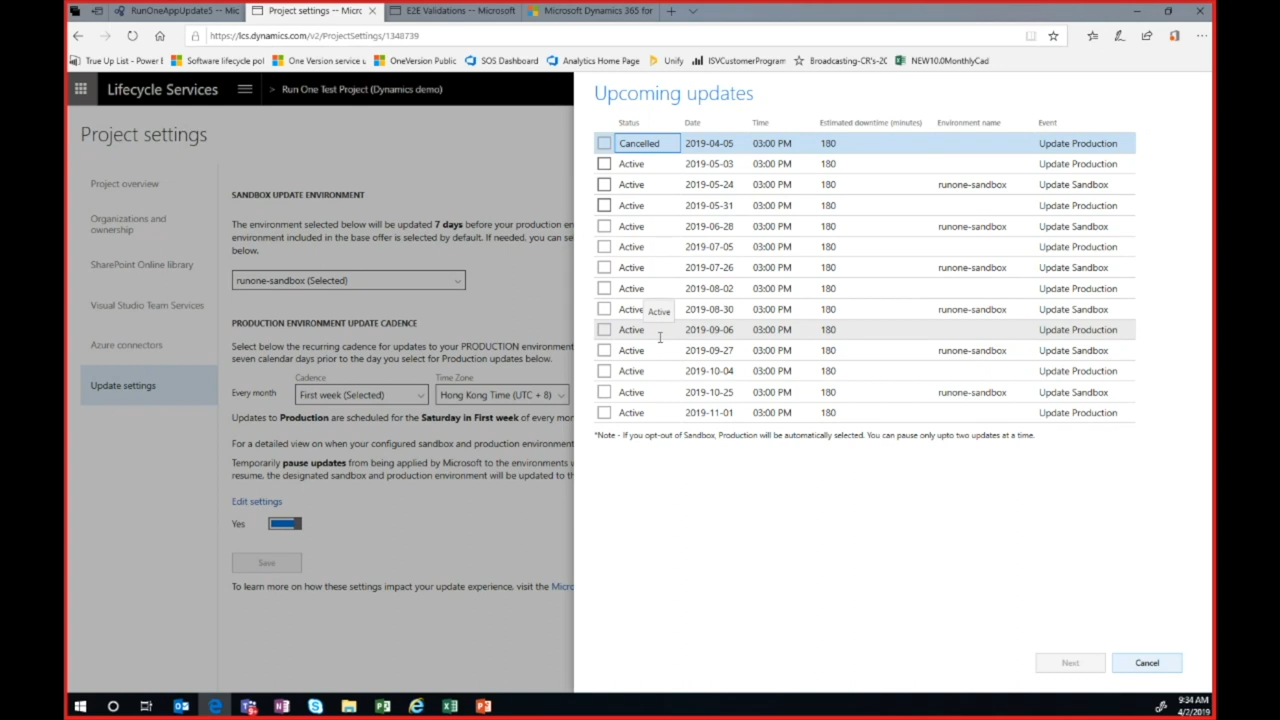 RunOneAppUpdate5 -- Mic
Project settings -- Micro
E2E Validations -- Microsoft
Microsoft Dynamics 365 for
https://lcs.dynamics.com/v2/ProjectSettings/1348739
True Up List - Power
Software lifecycle pol
One Version service u
OneVersion Public
SOS Dashboard
Analytics Home Page
Unify
ISVCustomerProgram
Broadcasting-CR's-2C
NEW10.0MonthlyCad
Lifecycle Services
> Run One Test Project (Dynamics demo)
Project settings
Project overview
Organizations and
ownership
SharePoint Online library
Visual Studio Team Services
Azure connectors
Update settings
SANDBOX UPDATE ENVIRONMENT
The environment selected below will be updated 7 days before your production en
environment included in the base offer is selected by default. If needed, you can se
below.
runone-sandbox (Selected)
PRODUCTION ENVIRONMENT UPDATE CADENCE
Select below the recurring cadence for updates to your PRODUCTION environment
seven calendar days prior to the day you select for Production updates below.
Cadence Time Zone
Every month First week (Selected) Hong Kong Time (UTC + 8)
Updates to Production are scheduled for the Saturday in First week of every mor
For a detailed view on when your configured sandbox and production environment
Temporarily pause updates from being applied by Microsoft to the environments
resume, the designated sandbox and production environment will be updated to th
Edit settings
Yes
Save
To learn more on how these settings impact your update experience, visit the Micro
Upcoming updates
Status Date Time Estimated downtime (minutes) Environment name Event
Cancelled 2019-04-05 03:00 PM 180 Update Production
Active 2019-05-03 03:00 PM 180 Update Production
Active 2019-05-24 03:00 PM 180 runone-sandbox Update Sandbox
Active 2019-05-31 03:00 PM 180 Update Production
Active 2019-06-28 03:00 PM 180 runone-sandbox Update Sandbox
Active 2019-07-05 03:00 PM 180 Update Production
Active 2019-07-26 03:00 PM 180 runone-sandbox Update Sandbox
Active 2019-08-02 03:00 PM 180 Update Production
Active 2019-08-30 03:00 PM 180 runone-sandbox Update Sandbox
Active
Active 2019-09-06 03:00 PM 180 Update Production
Active 2019-09-27 03:00 PM 180 runone-sandbox Update Sandbox
Active 2019-10-04 03:00 PM 180 Update Production
Active 2019-10-25 03:00 PM 180 runone-sandbox Update Sandbox
Active 2019-11-01 03:00 PM 180 Update Production
*Note - If you opt-out of Sandbox, Production will be automatically selected. You can pause only upto two updates at a time.
Next Cancel
9:34 AM
4/2/2019